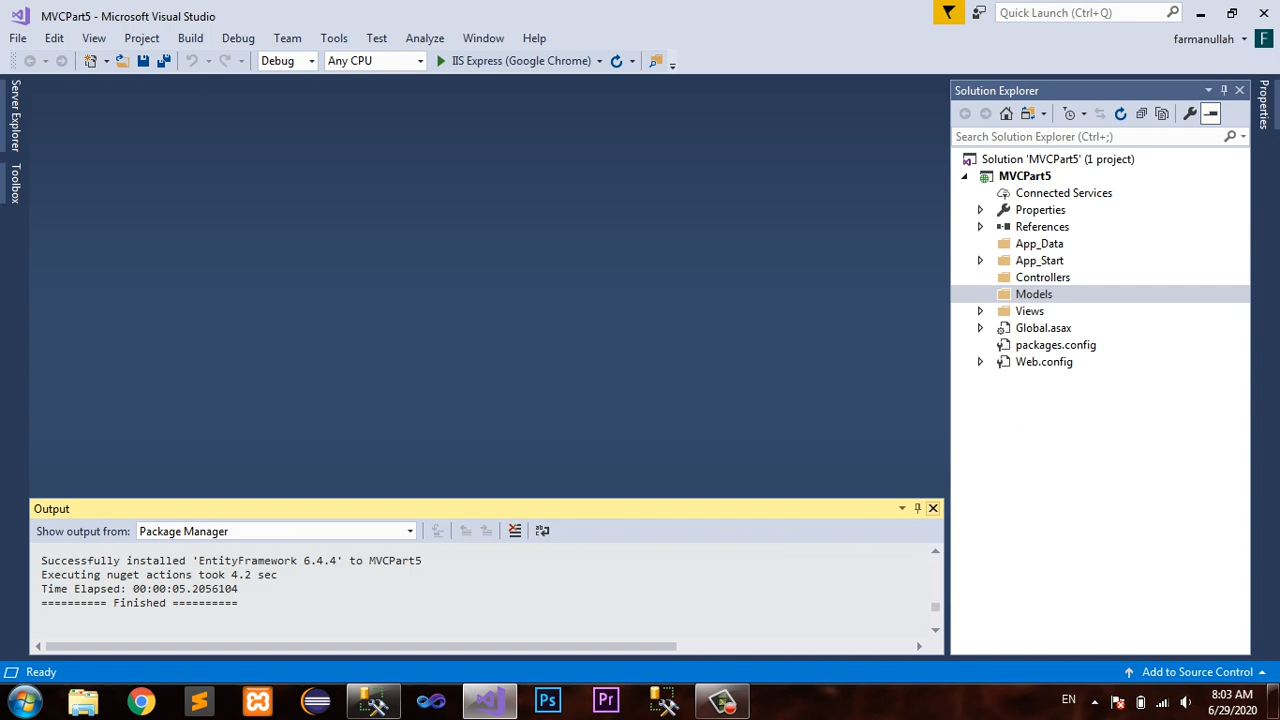 MVCPart5 - Microsoft Visual Studio
Quick Launch (Ctrl+Q)
File Edit View Project Build Debug Team Tools Test Analyze Window Help
farmanullah F
Debug Any CPU IIS Express (Google Chrome)
Server Explorer
Toolbox
Solution Explorer
Search Solution Explorer (Ctrl+;)
Solution 'MVCPart5' (1 project)
MVCPart5
Connected Services
Properties
References
App_Data
App_Start
Controllers
Models
Views
Global.asax
packages.config
Web.config
Properties
Output
Show output from: Package Manager
Successfully installed 'EntityFramework 6.4.4' to MVCPart5
Executing nuget actions took 4.2 sec
Time Elapsed: 00:00:05.2056104
========== Finished ==========
Ready
Add to Source Control
Ps
Pr
EN
8:03 AM
6/29/2020